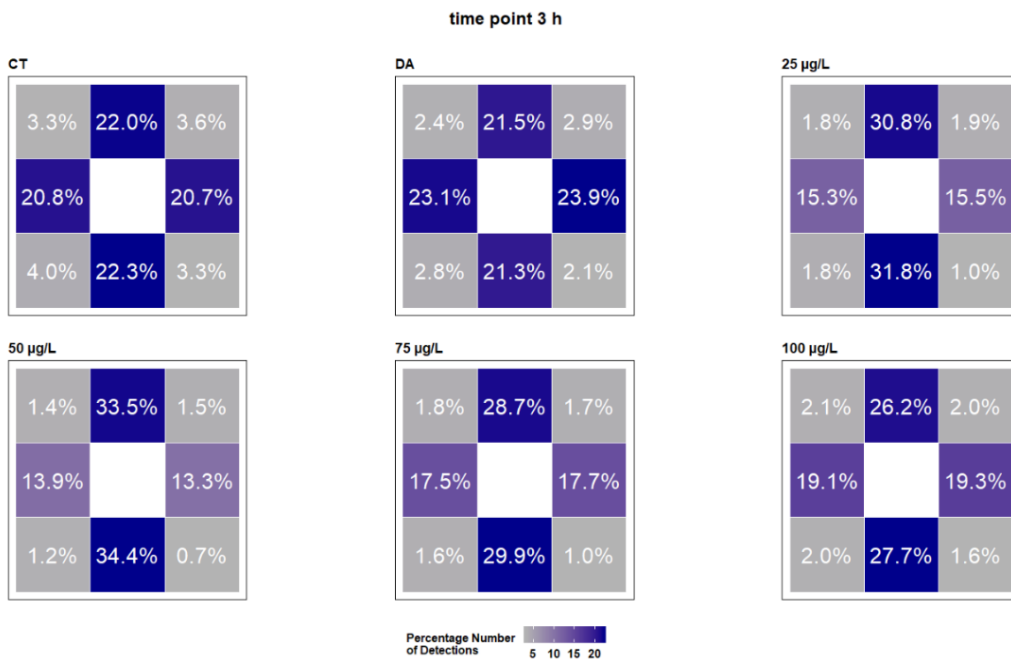 time point 3 h
CT
3.3% 22.0% 3.6%
20.8% 20.7%
4.0% 22.3% 3.3%
DA
2.4% 21.5% 2.9%
23.1% 23.9%
2.8% 21.3% 2.1%
25 µg/L
1.8% 30.8% 1.9%
15.3% 15.5%
1.8% 31.8% 1.0%
50 µg/L
1.4% 33.5% 1.5%
13.9% 13.3%
1.2% 34.4% 0.7%
75 µg/L
1.8% 28.7% 1.7%
17.5% 17.7%
1.6% 29.9% 1.0%
100 µg/L
2.1% 26.2% 2.0%
19.1% 19.3%
2.0% 27.7% 1.6%
Percentage Number
of Detections
5 10 15 20